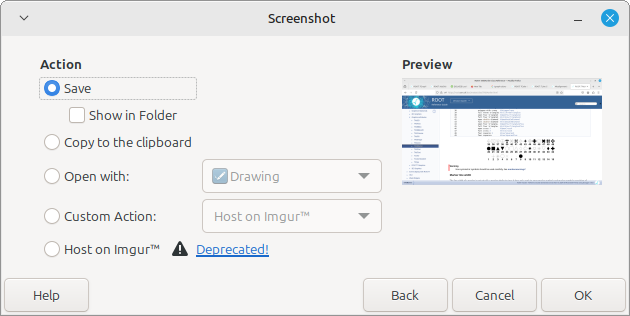 Screenshot
Action
Save
Show in Folder
Copy to the clipboard
Open with:
Drawing
Custom Action:
Host on Imgur™
Host on Imgur™
Deprecated!
Preview
ROOT
Help
Back
Cancel
OK